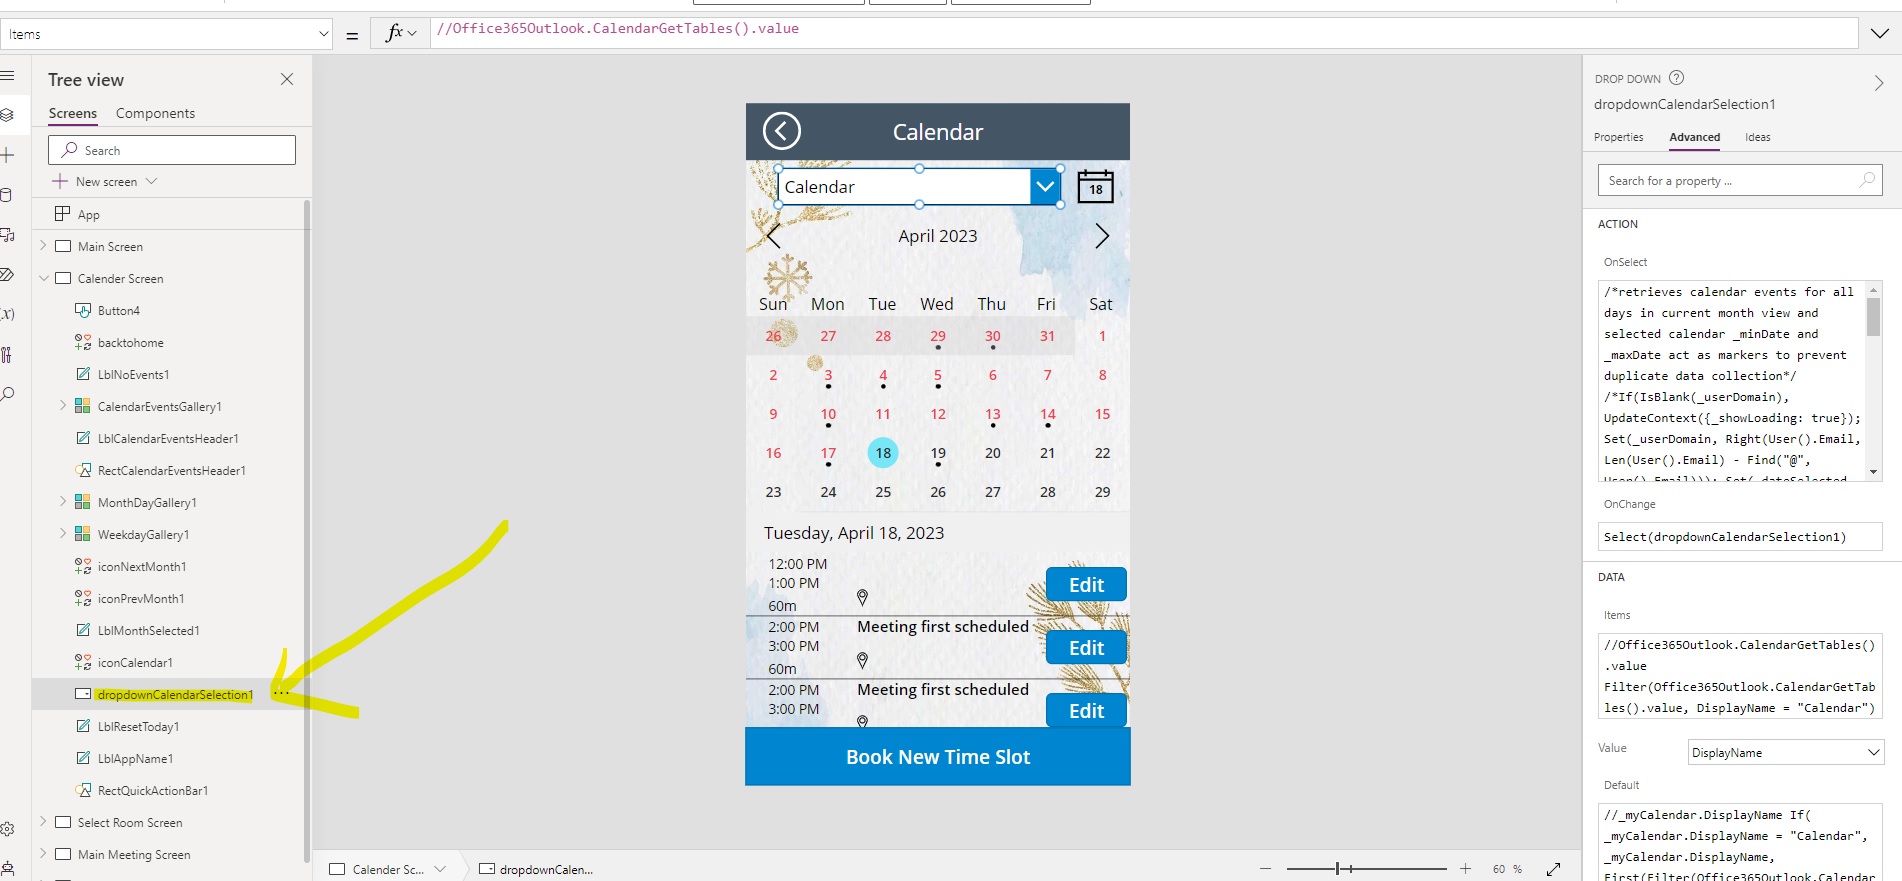 Items
=
fx
//Office365Outlook.CalendarGetTables().value
Tree view
Screens
Components
Search
New screen
App
Main Screen
Calender Screen
Button4
backtohome
LblNoEvents1
CalendarEventsGallery1
LblCalendarEventsHeader1
RectCalendarEventsHeader1
MonthDayGallery1
WeekdayGallery1
iconNextMonth1
iconPrevMonth1
LblMonthSelected1
iconCalendar1
dropdownCalendarSelection1 ...
LblResetToday1
LblAppName1
RectQuickActionBar1
Select Room Screen
Main Meeting Screen
Calendar
Calendar
18
April 2023
Sun Mon Tue Wed Thu Fri Sat
26 27 28 29 30 31 1
2 3 4 5 6 7 8
9 10 11 12 13 14 15
16 17 18 19 20 21 22
23 24 25 26 27 28 29
Tuesday, April 18, 2023
12:00 PM
1:00 PM
60m
Edit
2:00 PM
Meeting first scheduled
3:00 PM
60m
Edit
2:00 PM
Meeting first scheduled
3:00 PM
Edit
Book New Time Slot
Calender Sc...
dropdownCalen...
60 %
DROP DOWN
dropdownCalendarSelection1
Properties
Advanced
Ideas
Search for a property ...
ACTION
OnSelect
/*retrieves calendar events for all
days in current month view and
selected calendar _minDate and
_maxDate act as markers to prevent
duplicate data collection*/
/*If(IsBlank(_userDomain),
UpdateContext({_showLoading: true});
Set(_userDomain, Right(User().Email,
Len(User().Email) - Find("@",
User().Email))); Set(_dateSelected,
OnChange
Select(dropdownCalendarSelection1)
DATA
Items
//Office365Outlook.CalendarGetTables()
.value
Filter(Office365Outlook.CalendarGetTab
les().value, DisplayName = "Calendar")
Value
DisplayName
Default
//_myCalendar.DisplayName If(
_myCalendar.DisplayName = "Calendar",
_myCalendar.DisplayName,
First(Filter(Office365Outlook.Calendar